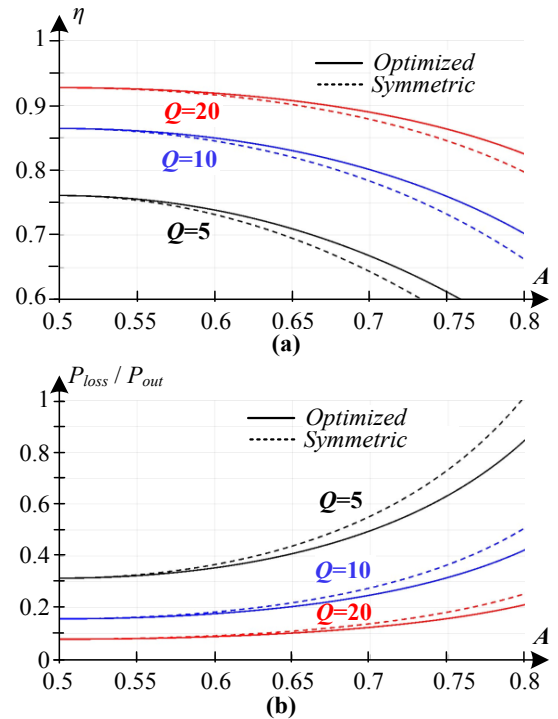 η
1
Optimized
Symmetric
0.9
Q=20
0.8
Q=10
0.7
Q=5
A
0.6
0.5 0.55 0.6 0.65 0.7 0.75 0.8
(a)
P_loss / P_out
1
Optimized
Symmetric
0.8
Q=5
0.6
0.4
Q=10
0.2
Q=20
A
0
0.5 0.55 0.6 0.65 0.7 0.75 0.8
(b)